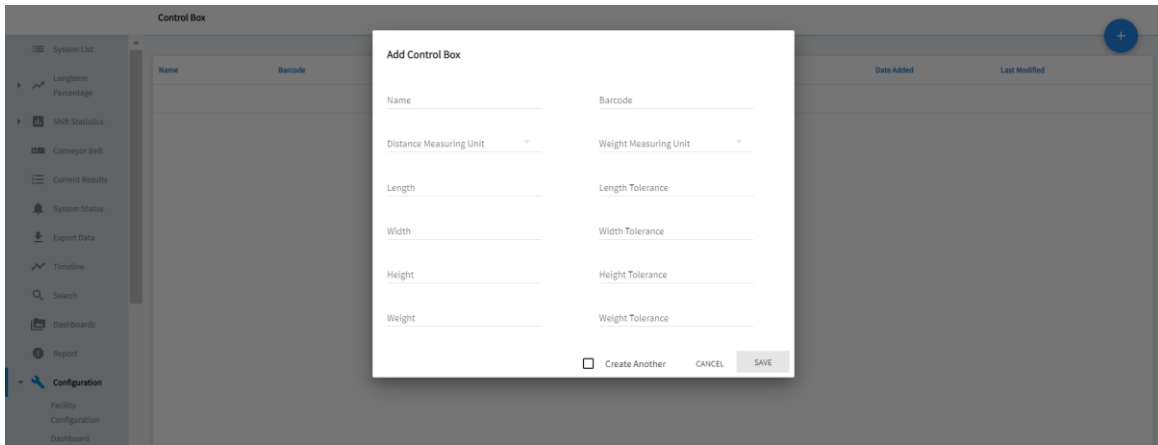 Control Box
System List
Longterm
Percentage
Shift Statistics
Conveyor Belt
Current Results
System Status
Export Data
Timeline
Search
Dashboards
Report
Configuration
Facility
Configuration
Dashboard
Name Barcode Date Added Last Modified
+
Add Control Box
Name Barcode
Distance Measuring Unit Weight Measuring Unit
Length Length Tolerance
Width Width Tolerance
Height Height Tolerance
Weight Weight Tolerance
Create Another CANCEL SAVE